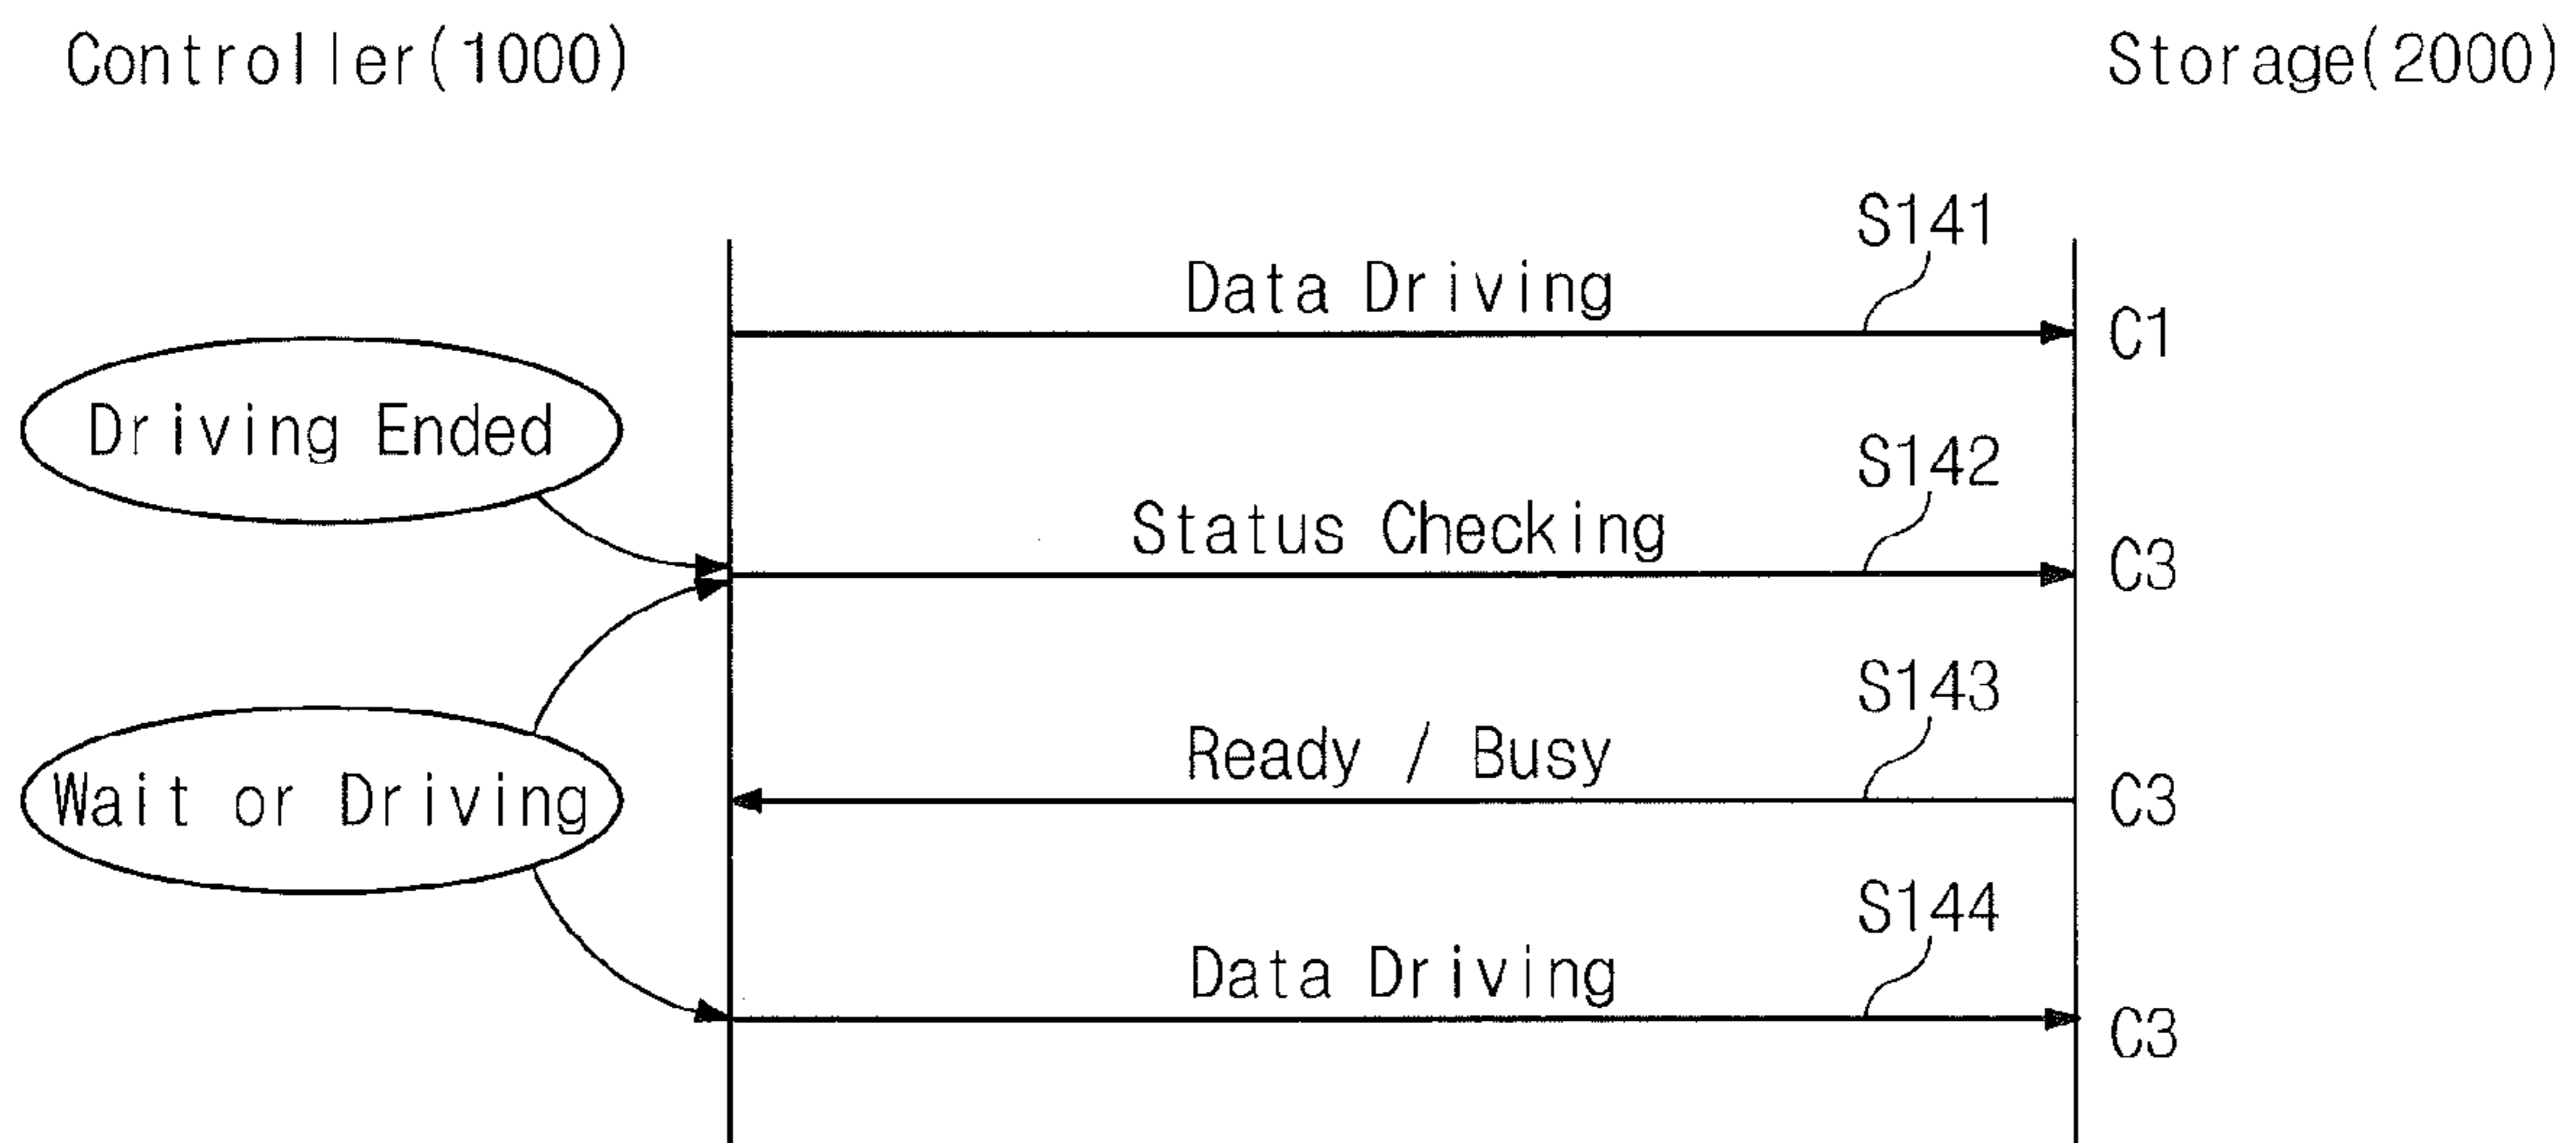 Controller(1000)
Storage(2000)
S141
Data Driving
C1
Driving Ended
S142
Status Checking
C3
S143
Ready / Busy
Wait or Driving
C3
S144
Data Driving
C3